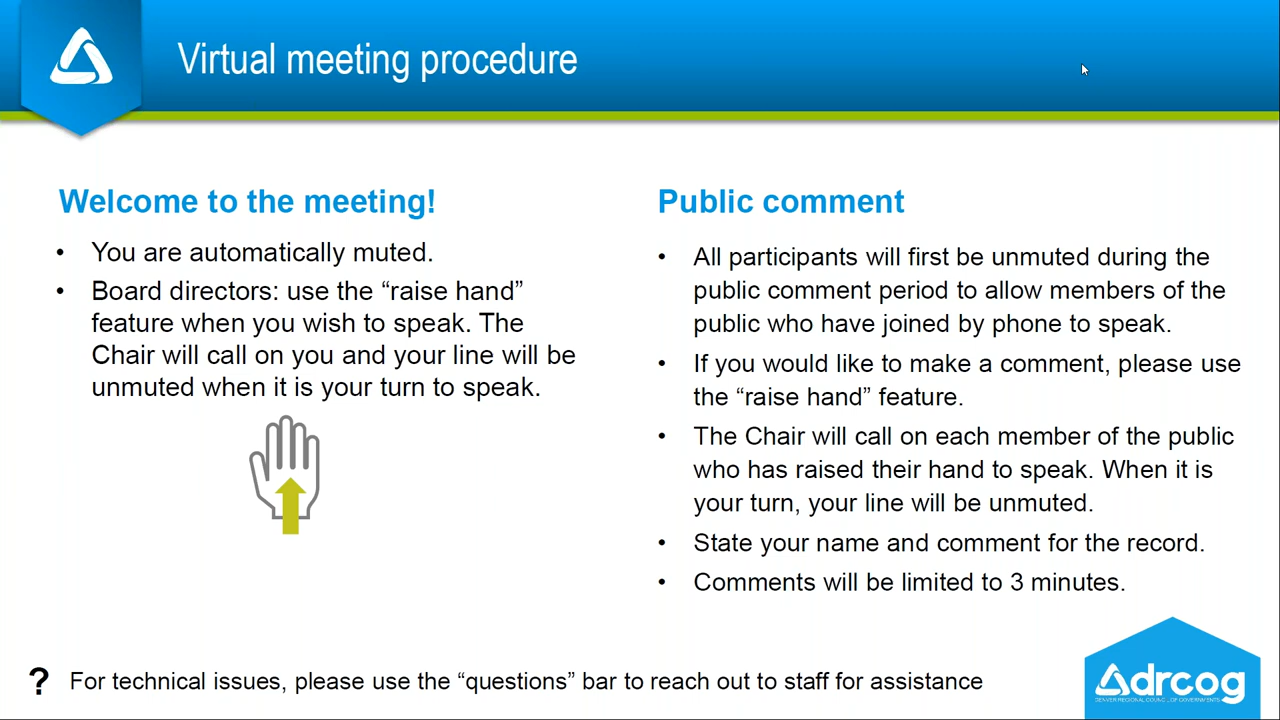 Virtual meeting procedure
Welcome to the meeting!
• You are automatically muted.
• Board directors: use the “raise hand”
feature when you wish to speak. The
Chair will call on you and your line will be
unmuted when it is your turn to speak.
Public comment
• All participants will first be unmuted during the
public comment period to allow members of the
public who have joined by phone to speak.
• If you would like to make a comment, please use
the “raise hand” feature.
• The Chair will call on each member of the public
who has raised their hand to speak. When it is
your turn, your line will be unmuted.
• State your name and comment for the record.
• Comments will be limited to 3 minutes.
? For technical issues, please use the “questions” bar to reach out to staff for assistance
drcog
DENVER REGIONAL COUNCIL OF GOVERNMENTS